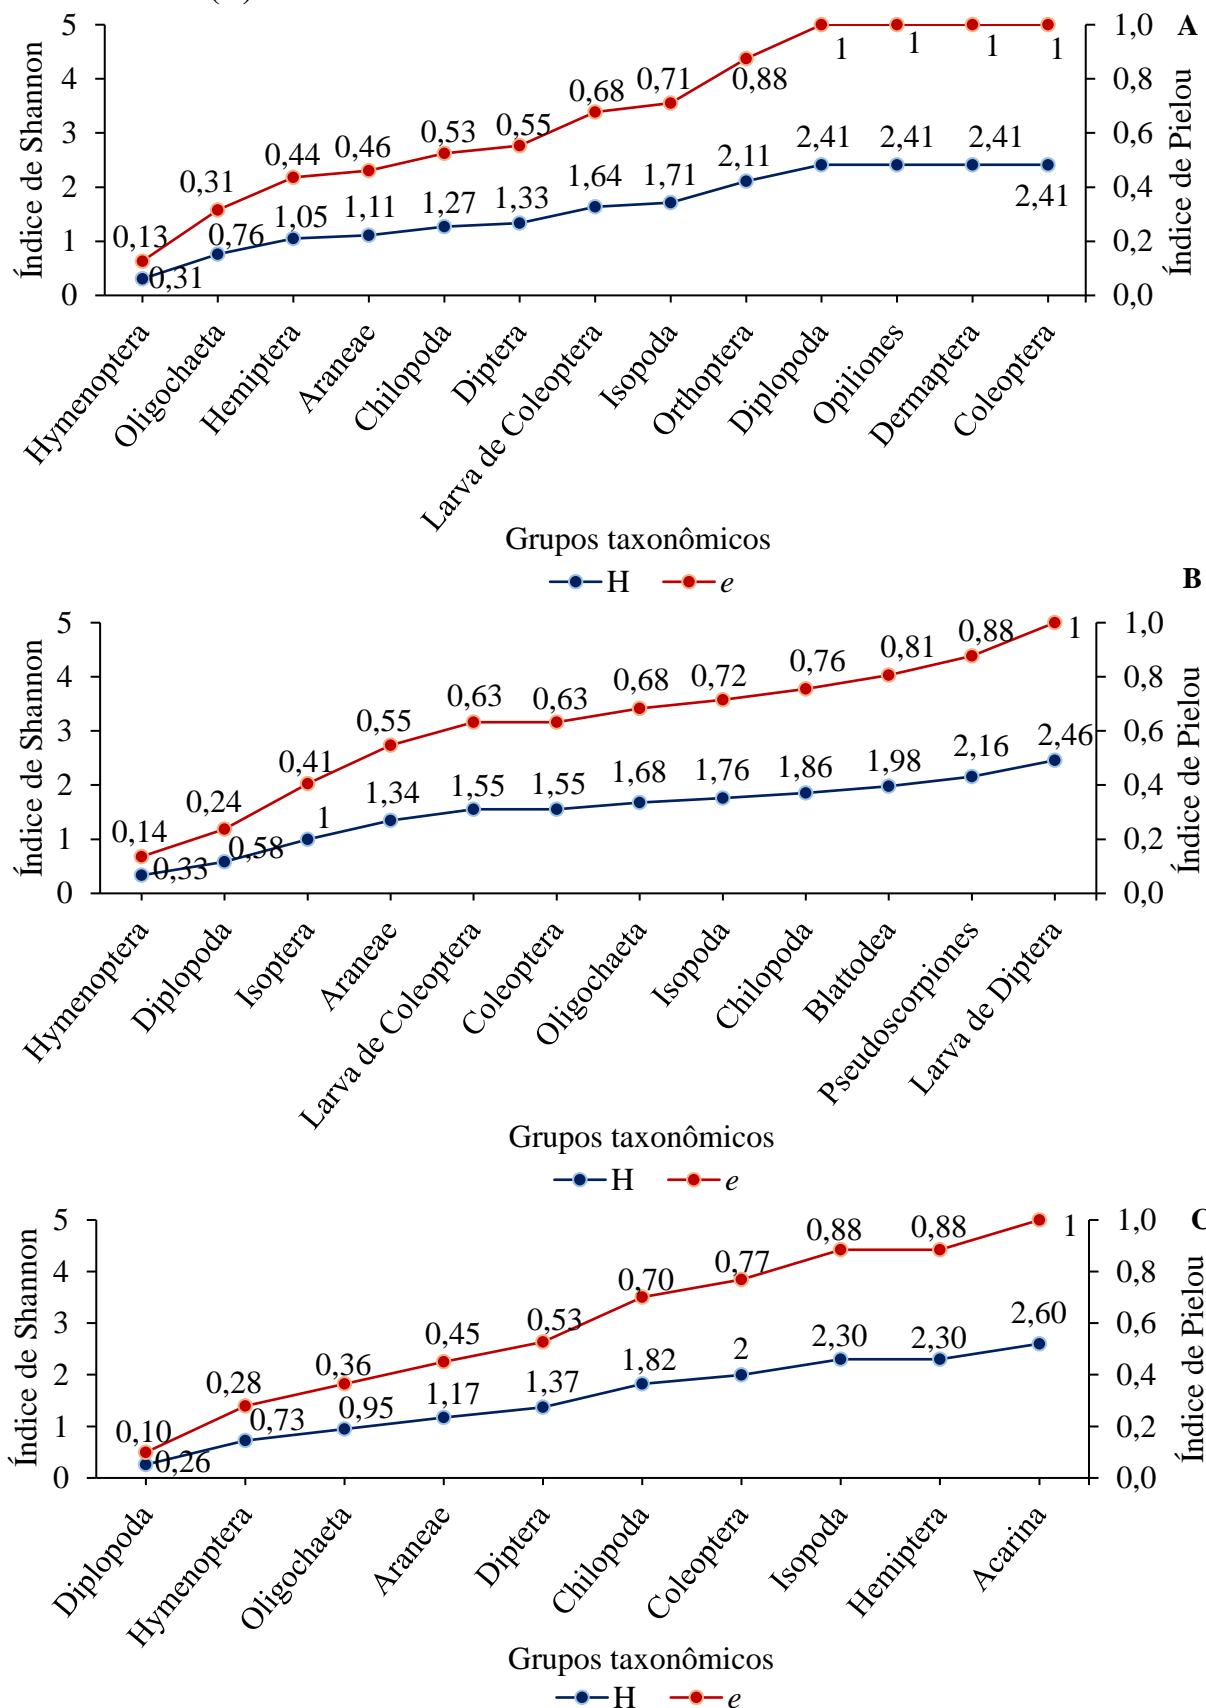 5
4
3
2
1
0
Índice de Shannon
1,0
0,8
0,6
0,4
0,2
0,0
Índice de Pielou
A
0,13
0,31
0,44
0,46
0,53
0,55
0,68
0,71
0,88
1
1
1
1
0,31
0,76
1,05
1,11
1,27
1,33
1,64
1,71
2,11
2,41
2,41
2,41
2,41
Hymenoptera
Oligochaeta
Hemiptera
Araneae
Chilopoda
Diptera
Larva de Coleoptera
Isopoda
Orthoptera
Diplopoda
Opiliones
Dermaptera
Coleoptera
Grupos taxonômicos
H e
B
5
4
3
2
1
0
Índice de Shannon
1,0
0,8
0,6
0,4
0,2
0,0
Índice de Pielou
0,14
0,24
0,41
0,55
0,63
0,63
0,68
0,72
0,76
0,81
0,88
1
0,33
0,58
1
1,34
1,55
1,55
1,68
1,76
1,86
1,98
2,16
2,46
Hymenoptera
Diplopoda
Isoptera
Araneae
Larva de Coleoptera
Coleoptera
Oligochaeta
Isopoda
Chilopoda
Blattodea
Pseudoscorpiones
Larva de Diptera
Grupos taxonômicos
H e
C
5
4
3
2
1
0
Índice de Shannon
1,0
0,8
0,6
0,4
0,2
0,0
Índice de Pielou
0,10
0,28
0,36
0,45
0,53
0,70
0,77
0,88
0,88
1
0,26
0,73
0,95
1,17
1,37
1,82
2
2,30
2,30
2,60
Diplopoda
Hymenoptera
Oligochaeta
Araneae
Diptera
Chilopoda
Coleoptera
Isopoda
Hemiptera
Acarina
Grupos taxonômicos
H e